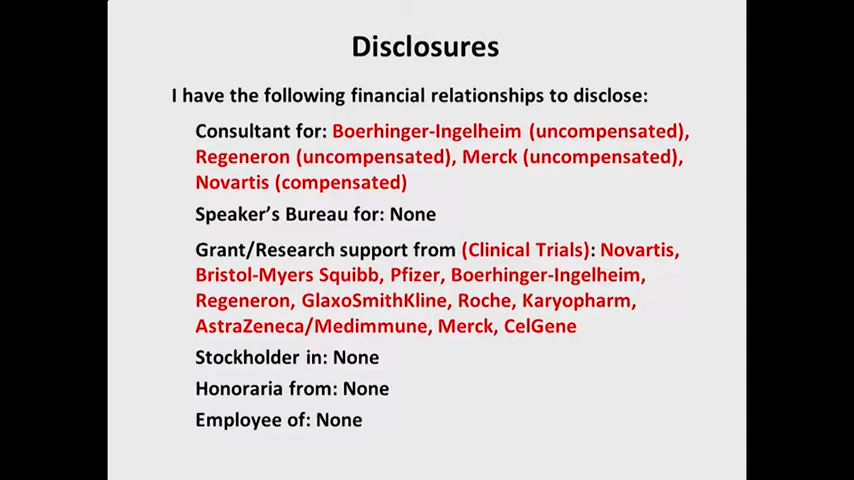 Disclosures
I have the following financial relationships to disclose:
Consultant for: Boerhinger-Ingelheim (uncompensated),
Regeneron (uncompensated), Merck (uncompensated),
Novartis (compensated)
Speaker’s Bureau for: None
Grant/Research support from (Clinical Trials): Novartis,
Bristol-Myers Squibb, Pfizer, Boerhinger-Ingelheim,
Regeneron, GlaxoSmithKline, Roche, Karyopharm,
AstraZeneca/Medimmune, Merck, CelGene
Stockholder in: None
Honoraria from: None
Employee of: None